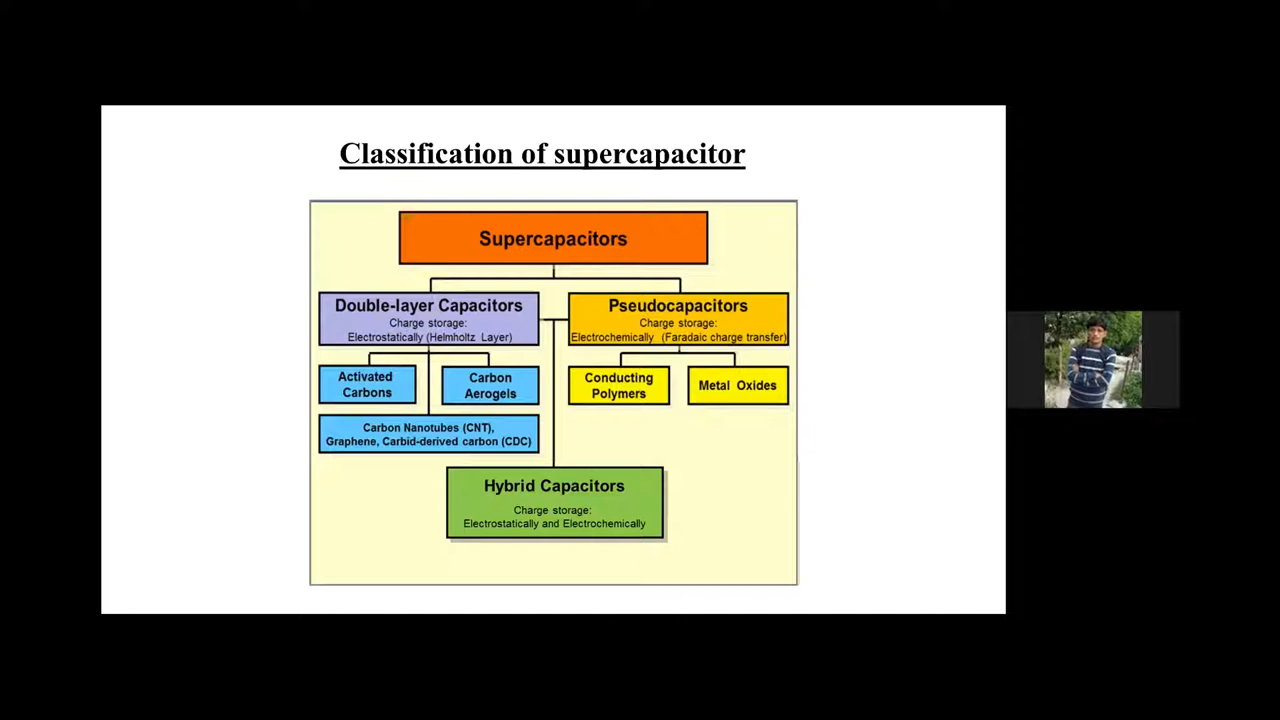 Classification of supercapacitor
Supercapacitors
Double-layer Capacitors
Charge storage:
Electrostatically (Helmholtz Layer)
Pseudocapacitors
Charge storage:
Electrochemically (Faradaic charge transfer)
Activated
Carbons
Carbon
Aerogels
Conducting
Polymers
Metal Oxides
Carbon Nanotubes (CNT),
Graphene, Carbid-derived carbon (CDC)
Hybrid Capacitors
Charge storage:
Electrostatically and Electrochemically